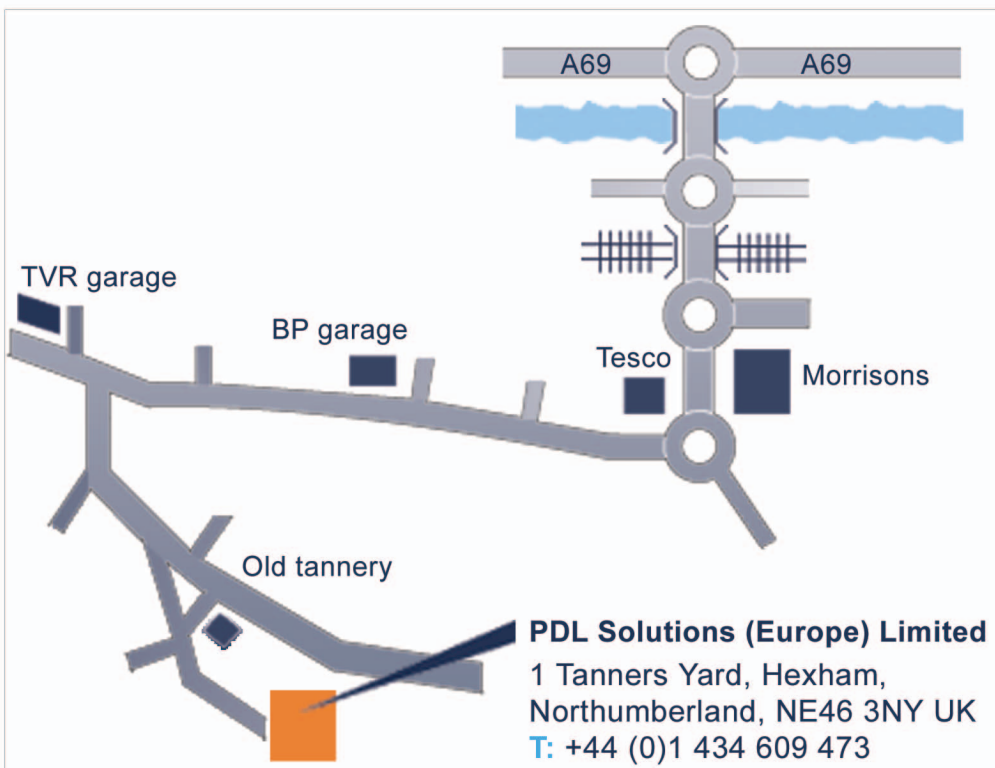 A69
A69
TVR garage
BP garage
Tesco
Morrisons
Old tannery
PDL Solutions (Europe) Limited
1 Tanners Yard, Hexham,
Northumberland, NE46 3NY UK
T: +44 (0)1 434 609 473